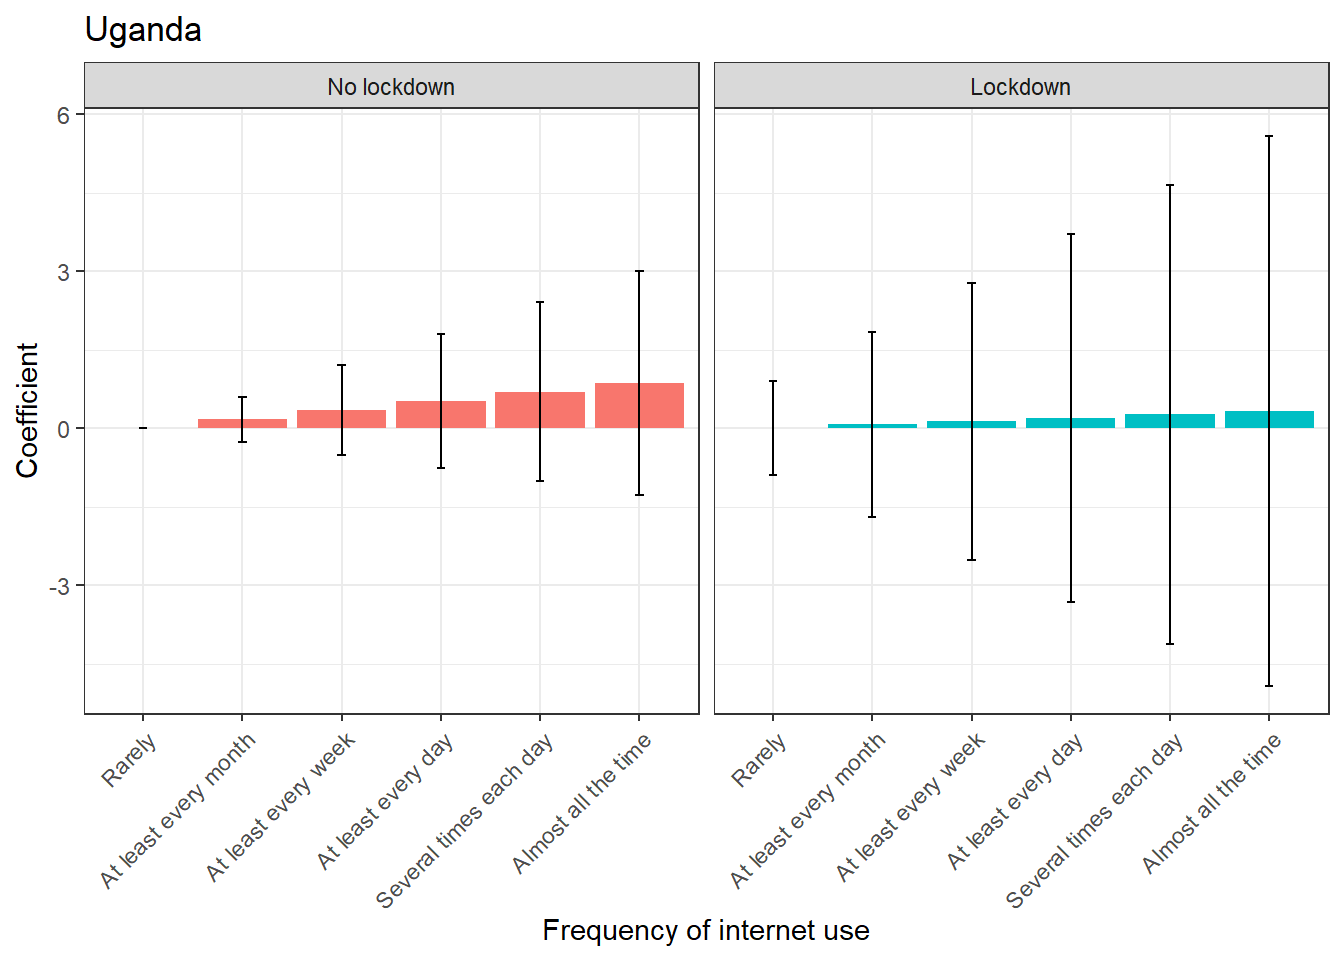 Uganda
No lockdown
Lockdown
6
3
0
-3
Coefficient
Rarely
At least every month
At least every week
At least every day
Several times each day
Almost all the time
Rarely
At least every month
At least every week
At least every day
Several times each day
Almost all the time
Frequency of internet use